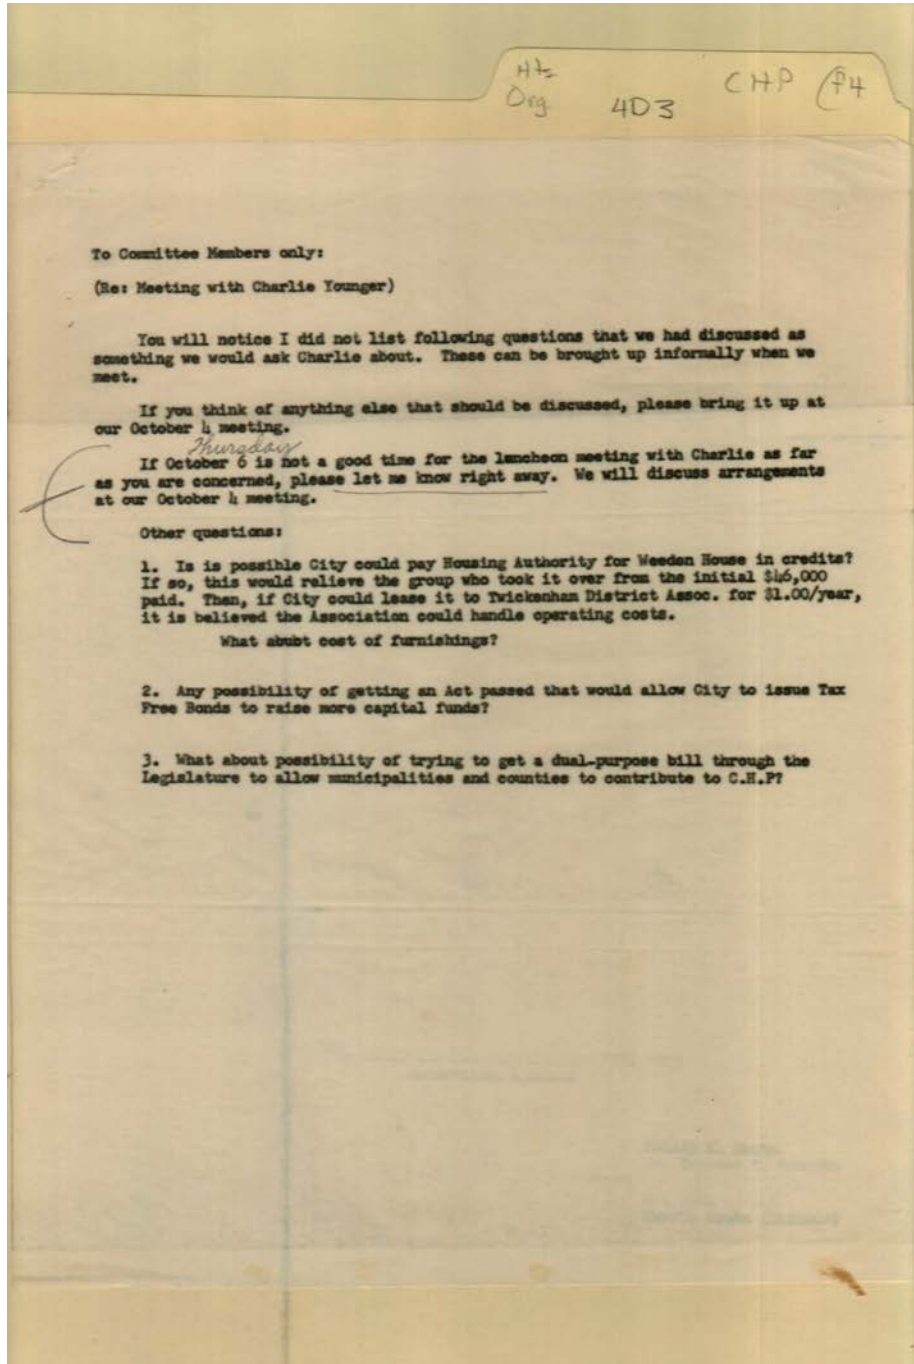 Hts
Org 4D3 CHP P4
To Committee Members only:
(Re: Meeting with Charlie Younger)
You will notice I did not list following questions that we had discussed as
something we would ask Charlie about. These can be brought up informally when we
meet.
If you think of anything else that should be discussed, please bring it up at
our October 4 meeting.
Thursday
If October 6 is not a good time for the luncheon meeting with Charlie as far
as you are concerned, please let me know right away. We will discuss arrangements
at our October 4 meeting.
Other questions:
1. Is is possible City could pay Housing Authority for Weeden House in credits?
If so, this would relieve the group who took it over from the initial $46,000
paid. Then, if City could lease it to Twickenham District Assoc. for $1.00/year,
it is believed the Association could handle operating costs.
What abubt cost of furnishings?
2. Any possibility of getting an Act passed that would allow City to issue Tax
Free Bonds to raise more capital funds?
3. What about possibility of trying to get a dual-purpose bill through the
Legislature to allow municipalities and counties to contribute to C.H.P?